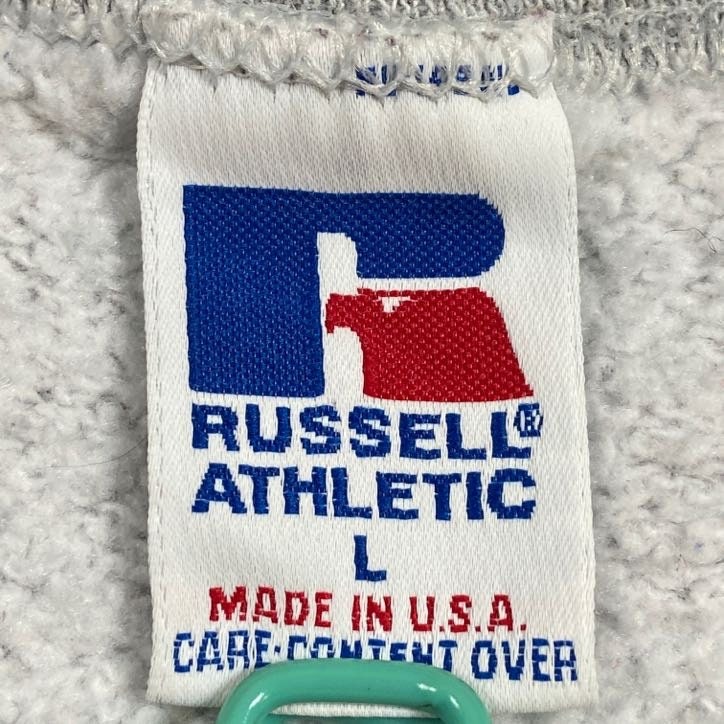 RUSSELL®
ATHLETIC
L
MADE IN U.S.A.
CARE·CONTENT OVER